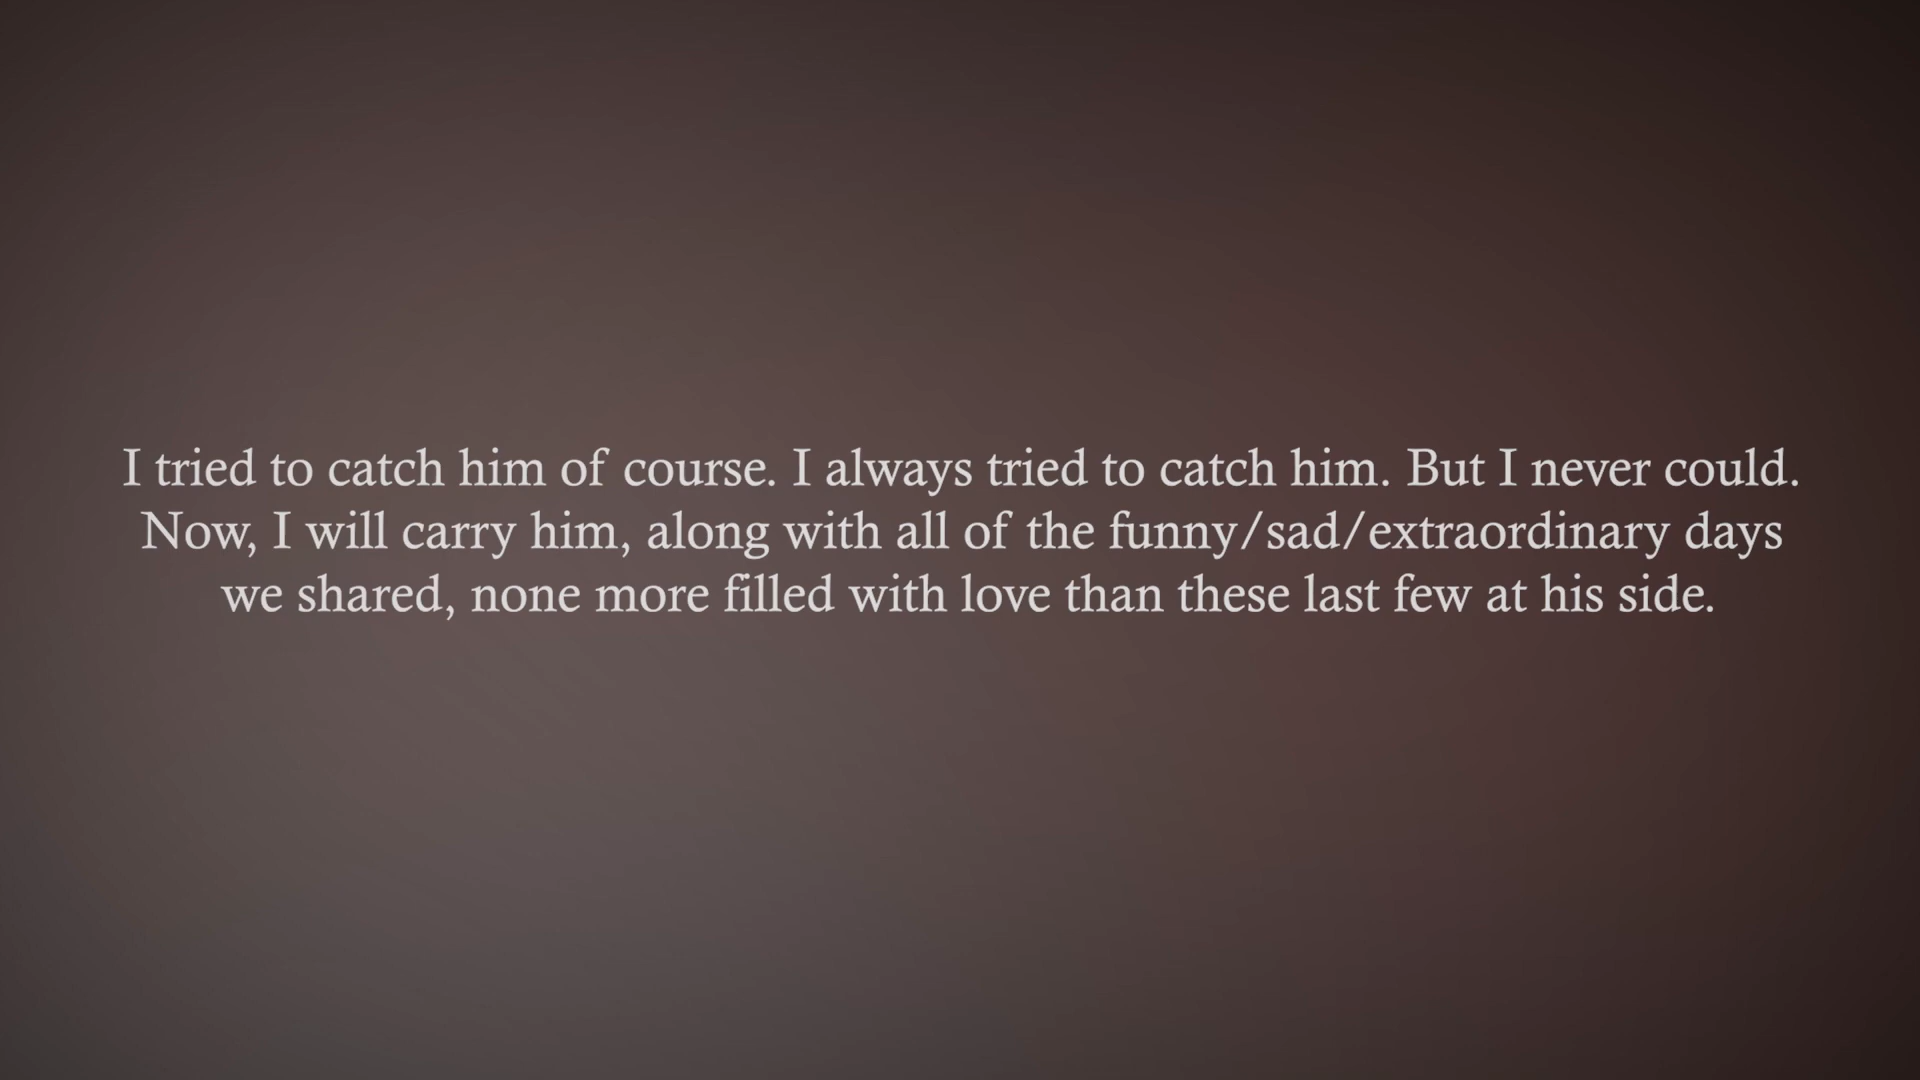 I tried to catch him of course. I always tried to catch him. But I never could.
Now, I will carry him, along with all of the funny/sad/extraordinary days
we shared, none more filled with love than these last few at his side.